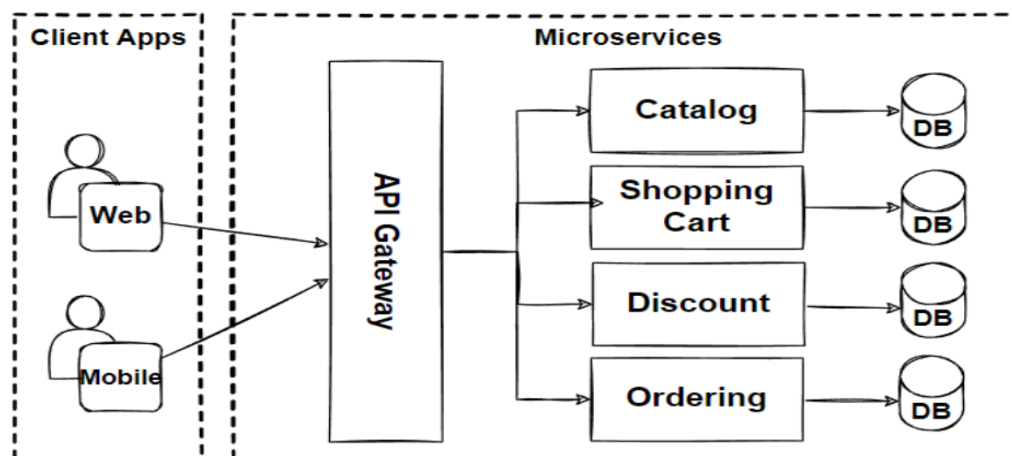 Client Apps
Microservices
Web
Mobile
API Gateway
Catalog
DB
Shopping
Cart
DB
Discount
DB
Ordering
DB